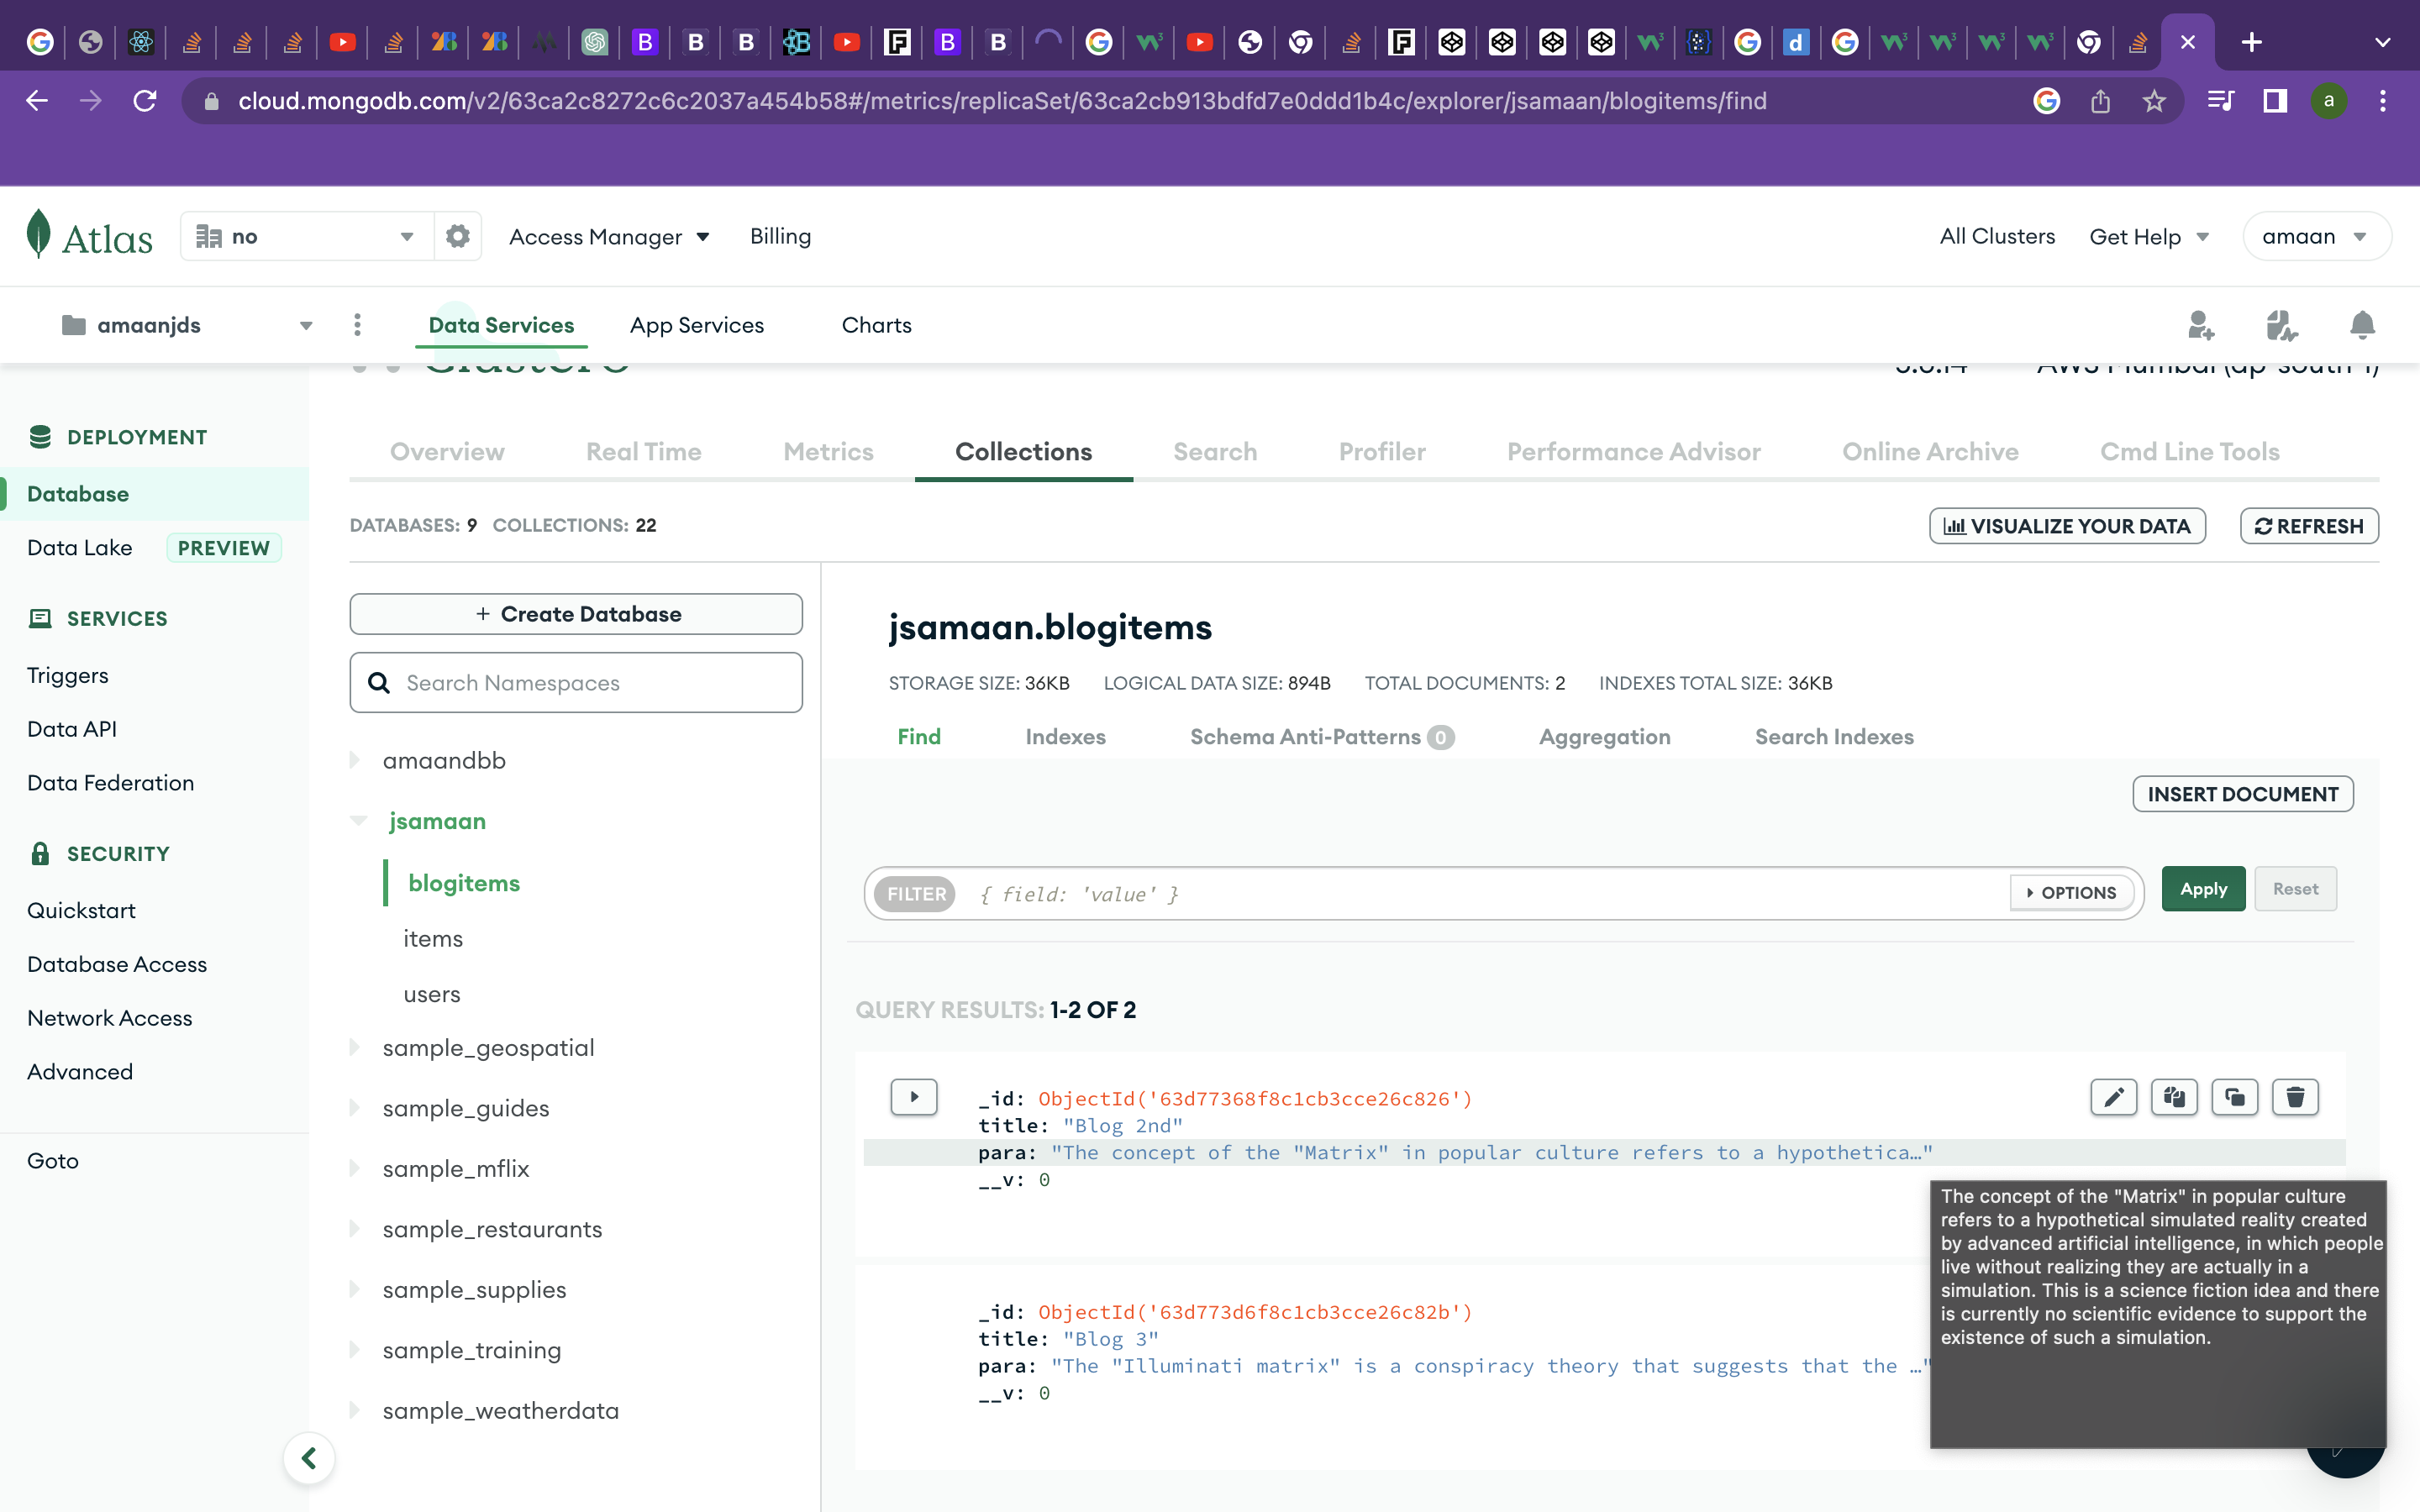 cloud.mongodb.com/v2/63ca2c8272c6c2037a454b58#/metrics/replicaSet/63ca2cb913bdfd7e0ddd1b4c/explorer/jsamaan/blogitems/find
a
Atlas
no
Access Manager
Billing
All Clusters
Get Help
amaan
amaanjds
Data Services
App Services
Charts
DEPLOYMENT
Database
Data Lake PREVIEW
SERVICES
Triggers
Data API
Data Federation
SECURITY
Quickstart
Database Access
Network Access
Advanced
Goto
Overview
Real Time
Metrics
Collections
Search
Profiler
Performance Advisor
Online Archive
Cmd Line Tools
DATABASES: 9 COLLECTIONS: 22
VISUALIZE YOUR DATA
REFRESH
+ Create Database
Search Namespaces
amaandbb
jsamaan
blogitems
items
users
sample_geospatial
sample_guides
sample_mflix
sample_restaurants
sample_supplies
sample_training
sample_weatherdata
jsamaan.blogitems
STORAGE SIZE: 36KB LOGICAL DATA SIZE: 894B TOTAL DOCUMENTS: 2 INDEXES TOTAL SIZE: 36KB
Find
Indexes
Schema Anti-Patterns 0
Aggregation
Search Indexes
INSERT DOCUMENT
FILTER { field: 'value' }
OPTIONS
Apply
Reset
QUERY RESULTS: 1-2 OF 2
_id: ObjectId('63d77368f8c1cb3cce26c826')
title: "Blog 2nd"
para: "The concept of the "Matrix" in popular culture refers to a hypothetica…"
__v: 0
_id: ObjectId('63d773d6f8c1cb3cce26c82b')
title: "Blog 3"
para: "The "Illuminati matrix" is a conspiracy theory that suggests that the …"
__v: 0
The concept of the "Matrix" in popular culture
refers to a hypothetical simulated reality created
by advanced artificial intelligence, in which people
live without realizing they are actually in a
simulation. This is a science fiction idea and there
is currently no scientific evidence to support the
existence of such a simulation.